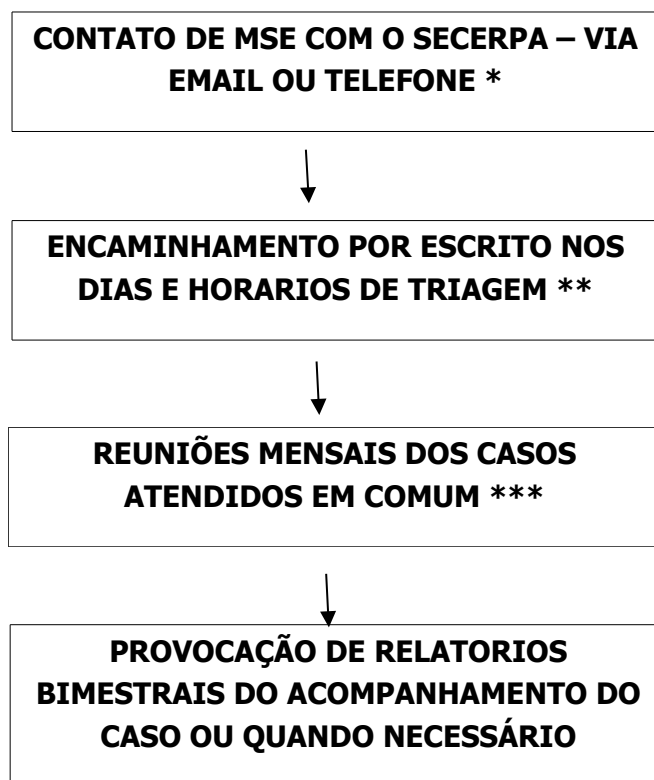 CONTATO DE MSE COM O SECERPA – VIA
EMAIL OU TELEFONE *
ENCAMINHAMENTO POR ESCRITO NOS
DIAS E HORARIOS DE TRIAGEM **
REUNIÕES MENSAIS DOS CASOS
ATENDIDOS EM COMUM ***
PROVOCAÇÃO DE RELATORIOS
BIMESTRAIS DO ACOMPANHAMENTO DO
CASO OU QUANDO NECESSÁRIO